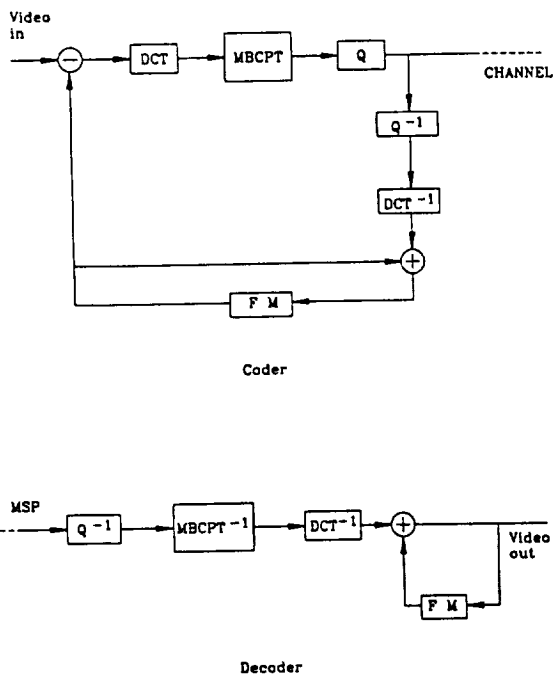 Video
in
−
DCT
MBCPT
Q
CHANNEL
Q⁻¹
DCT⁻¹
+
F M
Coder
MSP
Q⁻¹
MBCPT⁻¹
DCT⁻¹
+
Video
out
F M
Decoder